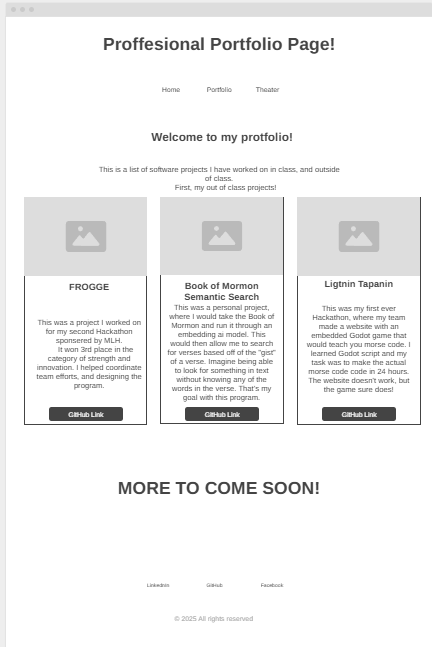 Proffesional Portfolio Page!
Home Portfolio Theater
Welcome to my protfolio!
This is a list of software projects I have worked on in class, and outside
of class.
First, my out of class projects!
FROGGE
This was a project I worked on
for my second Hackathon
sponsered by MLH.
It won 3rd place in the
category of strength and
innovation. I helped coordinate
team efforts, and designing the
program.
GitHub Link
Book of Mormon
Semantic Search
This was a personal project,
where I would take the Book of
Mormon and run it through an
embedding ai model. This
would then allow me to search
for verses based off of the "gist"
of a verse. Imagine being able
to look for something in text
without knowing any of the
words in the verse. That's my
goal with this program.
GitHub Link
Ligtnin Tapanin
This was my first ever
Hackathon, where my team
made a website with an
embedded Godot game that
would teach you morse code. I
learned Godot script and my
task was to make the actual
morse code code in 24 hours.
The website doesn't work, but
the game sure does!
GitHub Link
MORE TO COME SOON!
LinkednIn GitHub Facebook
© 2025 All rights reserved